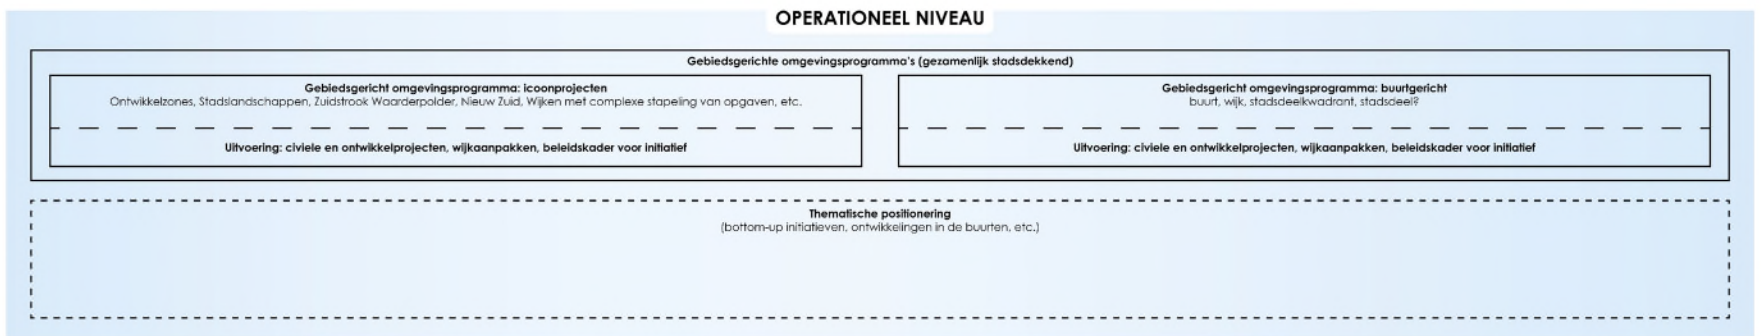 OPERATIONEEL NIVEAU
Gebiedsgerichte omgevingsprogramma's (gezamenlijk stadsdekkend)
Gebiedsgericht omgevingsprogramma: icoonprojecten
Ontwikkelzones, Stadslandschappen, Zuidstrook Waarderpolder, Nieuw Zuid, Wijken met complexe stapeling van opgaven, etc.
Uitvoering: civiele en ontwikkelprojecten, wijkaanpakken, beleidskader voor initiatief
Gebiedsgericht omgevingsprogramma: buurtgericht
buurt, wijk, stadsdeelkwadrant, stadsdeel?
Uitvoering: civiele en ontwikkelprojecten, wijkaanpakken, beleidskader voor initiatief
Thematische positionering
(bottom-up initiatieven, ontwikkelingen in de buurten, etc.)